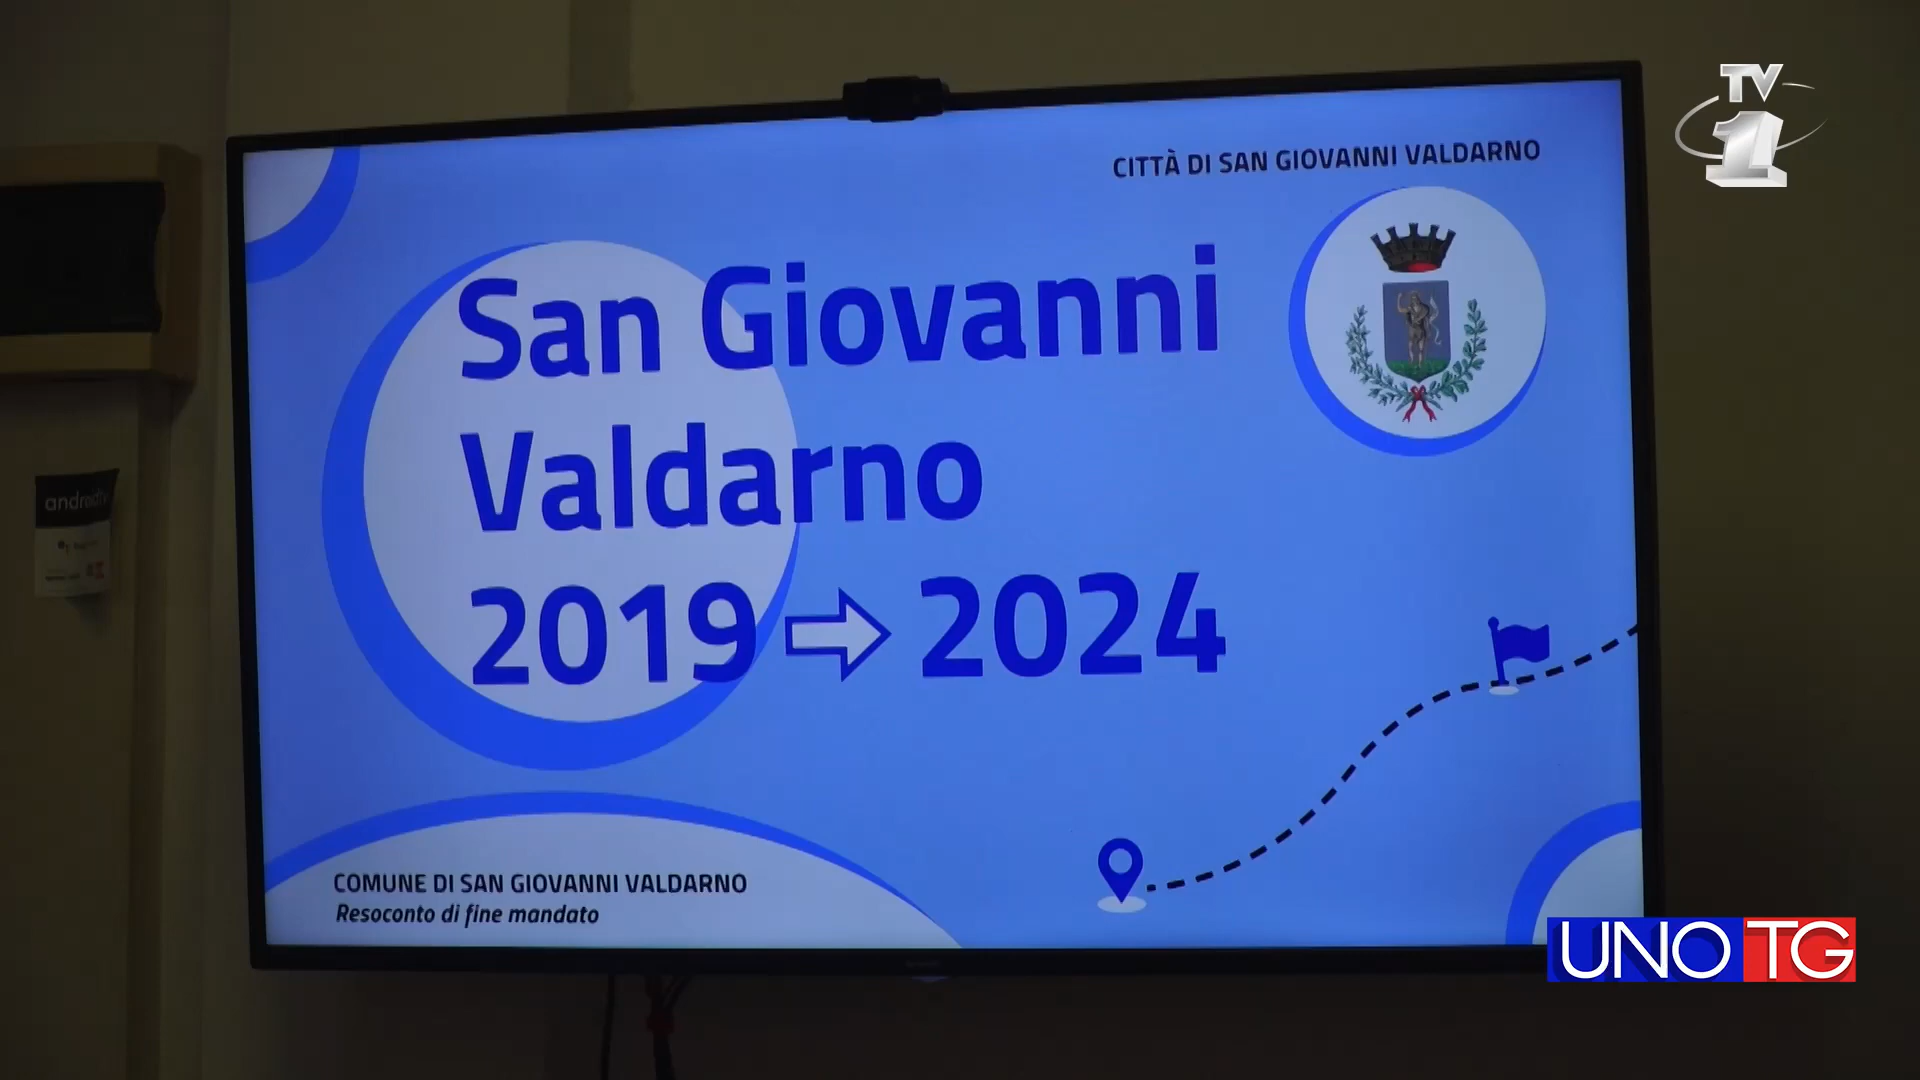 TV
1
CITTÀ DI SAN GIOVANNI VALDARNO
San Giovanni
Valdarno
2019 ⇨ 2024
COMUNE DI SAN GIOVANNI VALDARNO
Resoconto di fine mandato
UNO TG